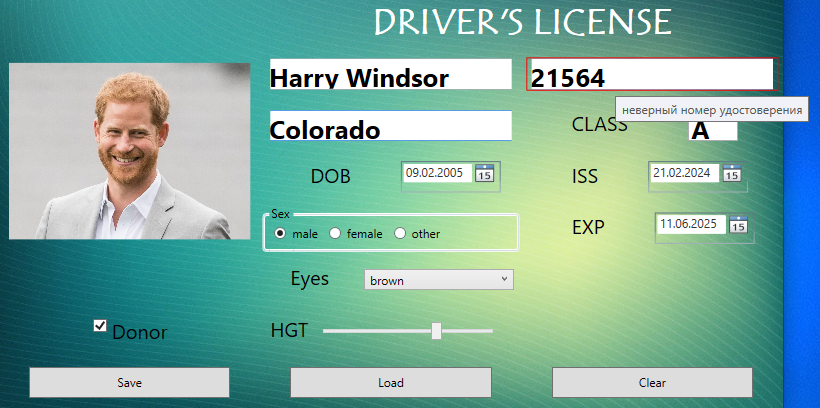 DRIVER'S LICENSE
Harry Windsor
21564
неверный номер удостоверения
Colorado
CLASS
A
DOB
09.02.2005
15
ISS
21.02.2024
15
Sex
male
female
other
EXP
11.06.2025
15
Eyes
brown
Donor
HGT
Save
Load
Clear